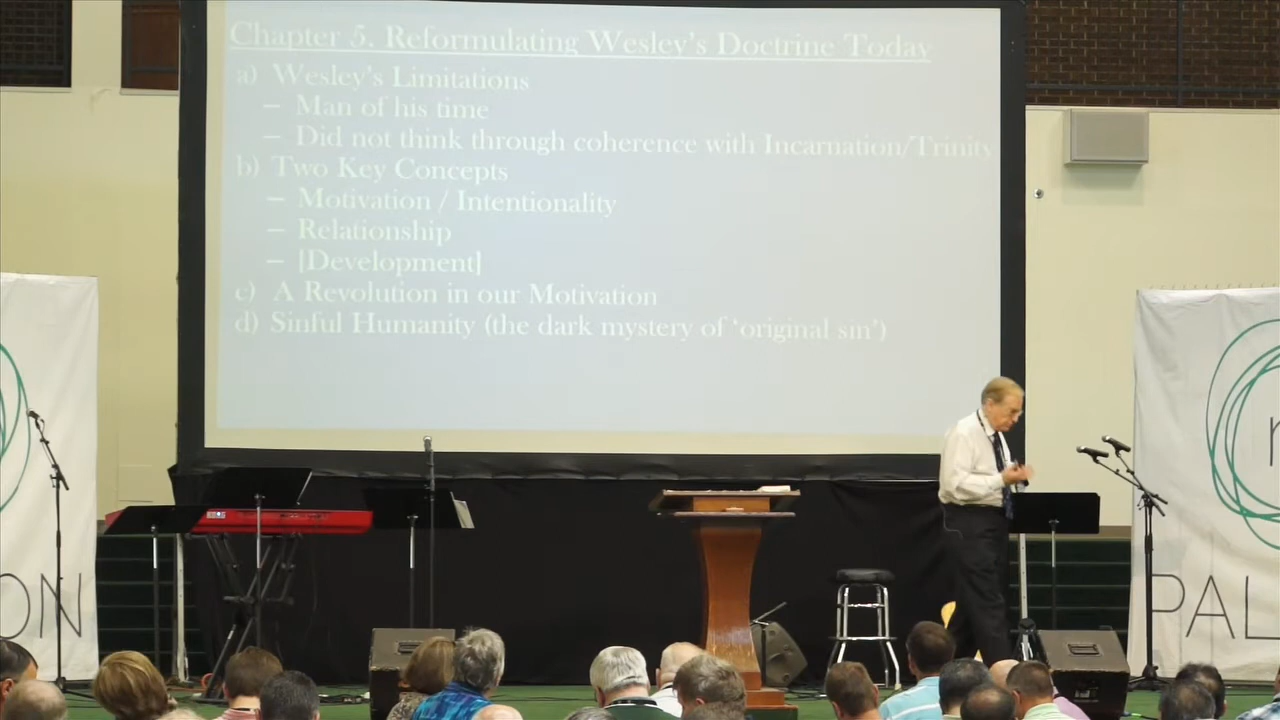 Chapter 5. Reformulating Wesley's Doctrine Today
a) Wesley's Limitations
– Man of his time
– Did not think through coherence with Incarnation/Trinity
b) Two Key Concepts
– Motivation / Intentionality
– Relationship
– [Development]
c) A Revolution in our Motivation
d) Sinful Humanity (the dark mystery of 'original sin')
ON
PAL